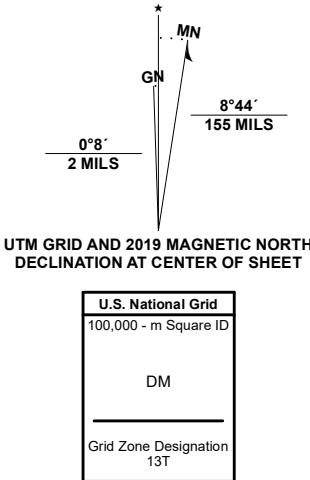 MN
GN
8°44´
155 MILS
0°8´
2 MILS
UTM GRID AND 2019 MAGNETIC NORTH
DECLINATION AT CENTER OF SHEET
U.S. National Grid
100,000 - m Square ID
DM
Grid Zone Designation
13T